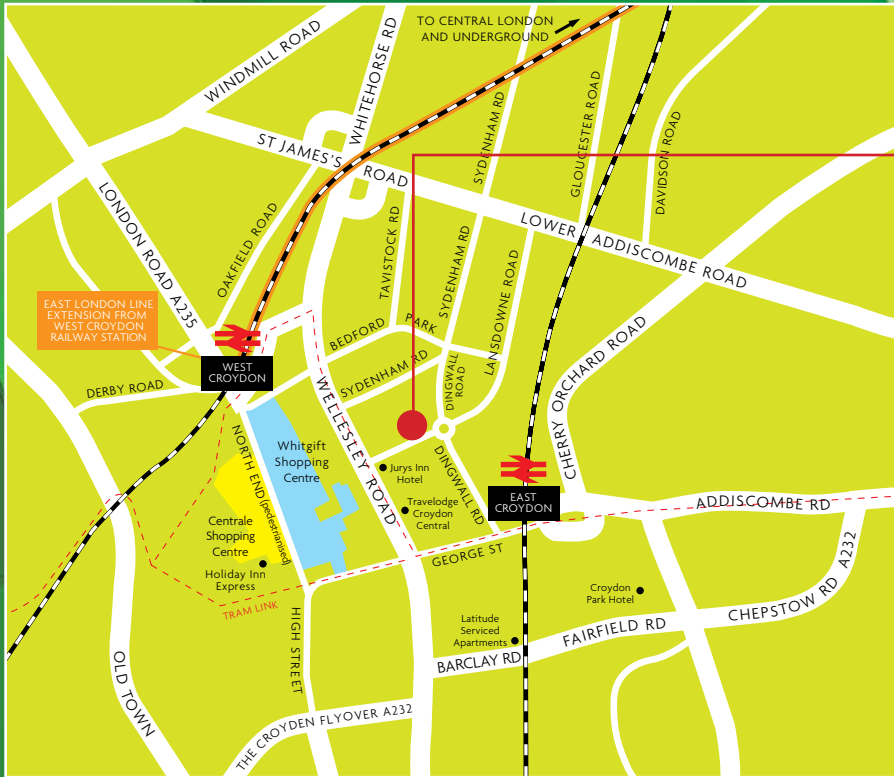 TO CENTRAL LONDON
AND UNDERGROUND
WINDMILL ROAD
WHITEHORSE RD
ST JAMES'S ROAD
SYDENHAM RD
GLOUCESTER ROAD
DAVIDSON ROAD
LONDON ROAD A235
OAKFIELD ROAD
TAVISTOCK RD
SYDENHAM RD
LOWER ADDISCOMBE ROAD
LANSDOWNE ROAD
EAST LONDON LINE
EXTENSION FROM
WEST CROYDON
RAILWAY STATION
BEDFORD PARK
CHERRY ORCHARD ROAD
WEST
CROYDON
DERBY ROAD
SYDENHAM RD
DINGWALL
ROAD
WELLESLEY ROAD
NORTH END (pedestrianised)
Whitgift
Shopping
Centre
Jurys Inn
Hotel
DINGWALL RD
EAST
CROYDON
ADDISCOMBE RD
Travelodge
Croydon
Central
Centrale
Shopping
Centre
GEORGE ST
Holiday Inn
Express
TRAM LINK
HIGH STREET
Croydon
Park Hotel
A232
CHEPSTOW RD
Latitude
Serviced
Apartments
FAIRFIELD RD
BARCLAY RD
OLD TOWN
THE CROYDEN FLYOVER A232